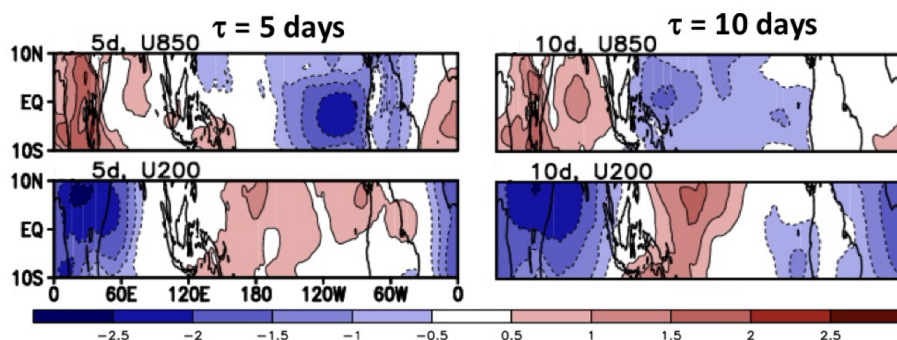 τ = 5 days
τ = 10 days
5d, U850
10d, U850
10N
EQ
10S
5d, U200
10d, U200
10N
EQ
10S
0 60E 120E 180 120W 60W 0
−2.5 −2 −1.5 −1 −0.5 0.5 1 1.5 2 2.5